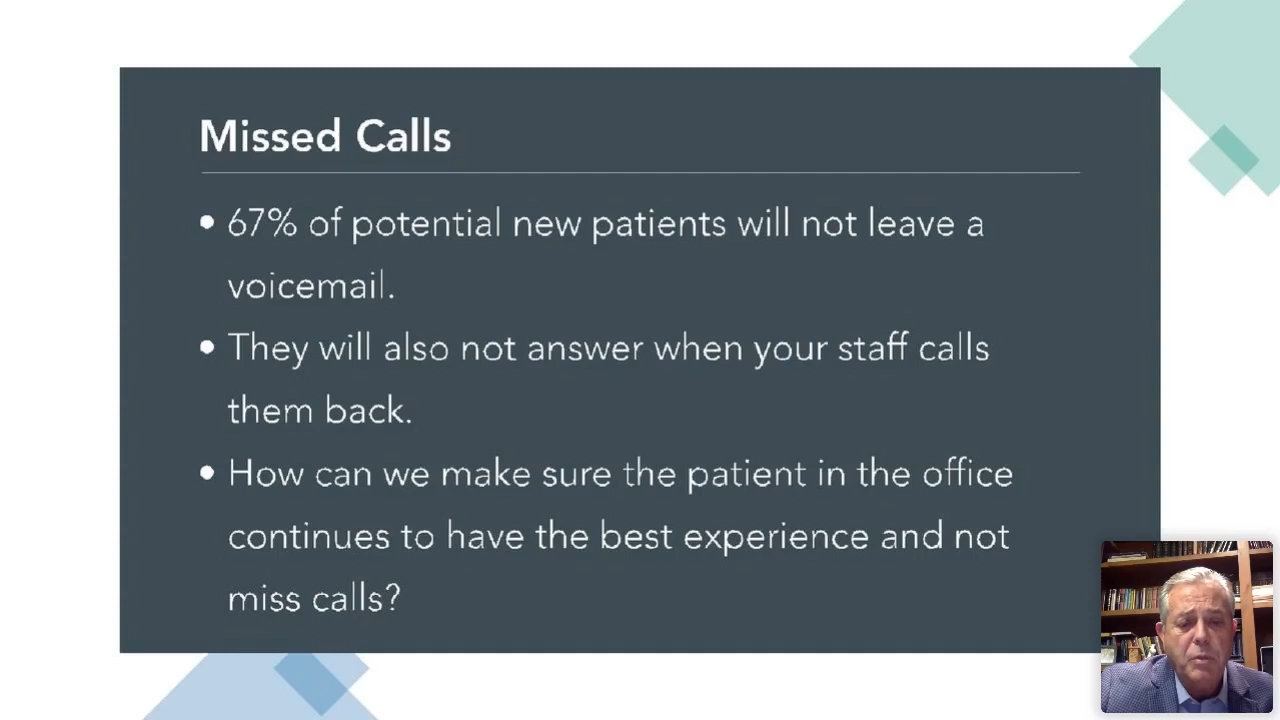 Missed Calls
• 67% of potential new patients will not leave a
voicemail.
• They will also not answer when your staff calls
them back.
• How can we make sure the patient in the office
continues to have the best experience and not
miss calls?